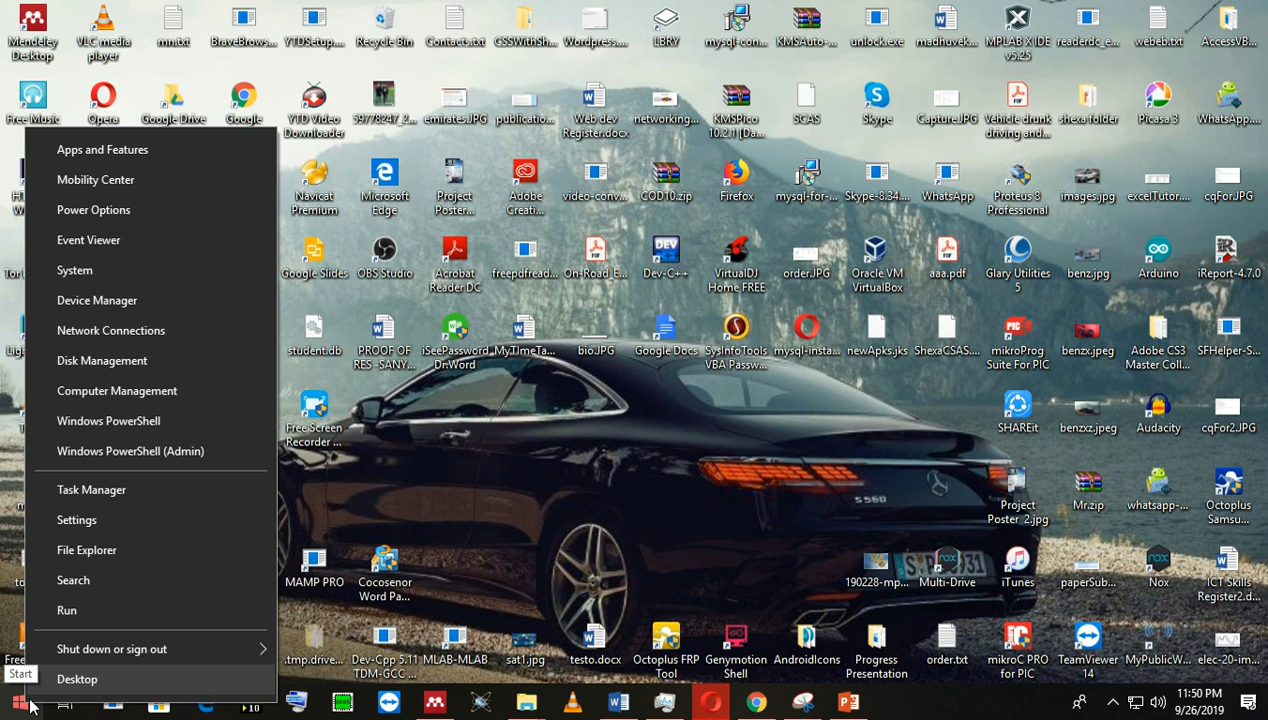 Mendeley
Desktop
VLC media
player
mn.txt
BraveBrows...
YTDSetup....
Recycle Bin
Contacts.txt
CSSWithSh...
Wordpress....
LBRY
mysql-con...
KMSAuto-...
unlock.exe
madhuvek...
MPLAB X IDE
v5.25
readerdc_e...
webeb.txt
AccessVB...
Free Music
Opera
Google Drive
Google
YTD Video
Downloader
59778247_2...
emiratesJPG
publication...
Web dev
Register.docx
networking...
KMSPico
10.2.1 [Da...
SCAS
Skype
CaptureJPG
Vehicle drunk
driving and...
shexa folder
Picasa 3
WhatsApp....
Navicat
Premium
Microsoft
Edge
Project
Poster...
Adobe
Creati...
video-conv...
COD10.zip
Firefox
mysql-for-...
Skype-8.34...
WhatsApp
Proteus 8
Professional
images.jpg
excelTutor....
cqForJPG
Google Slides
OBS Studio
Acrobat
Reader DC
freepdfread...
On-Road_E...
Dev-C++
VirtualDJ
Home FREE
order.JPG
Oracle VM
VirtualBox
aaa.pdf
Glary Utilities
5
benz.jpg
Arduino
iReport-4.7.0
student.db
PROOF OF
RES -SANY...
iSeePassword
Dr.Word
MyTImeTa...
bio.JPG
Google Docs
SysInfoTools
VBA Passw...
mysql-insta...
newApks.jks
ShexaCSAS....
mikroProg
Suite For PIC
benzx.jpeg
Adobe CS3
Master Coll...
SFHelper-S...
Free Screen
Recorder ...
SHAREit
benzxz.jpeg
Audacity
cqFor2.JPG
Project
Poster_2.jpg
Mr.zip
whatsapp-...
Octoplus
Samsu...
MAMP PRO
Cocosenor
Word Pa...
190228-mp...
Multi-Drive
iTunes
paperSub...
Nox
ICT Skills
Register2.d...
.tmp.drive...
Dev-Cpp 5.11
TDM-GCC ...
MLAB-MLAB
sat1.jpg
testo.docx
Octoplus FRP
Tool
Genymotion
Shell
AndroidIcons
Progress
Presentation
order.txt
mikroC PRO
for PIC
TeamViewer
14
MyPublicW...
elec-20-im...
Apps and Features
Mobility Center
Power Options
Event Viewer
System
Device Manager
Network Connections
Disk Management
Computer Management
Windows PowerShell
Windows PowerShell (Admin)
Task Manager
Settings
File Explorer
Search
Run
Shut down or sign out
Desktop
Start
S 560
11:50 PM
9/26/2019